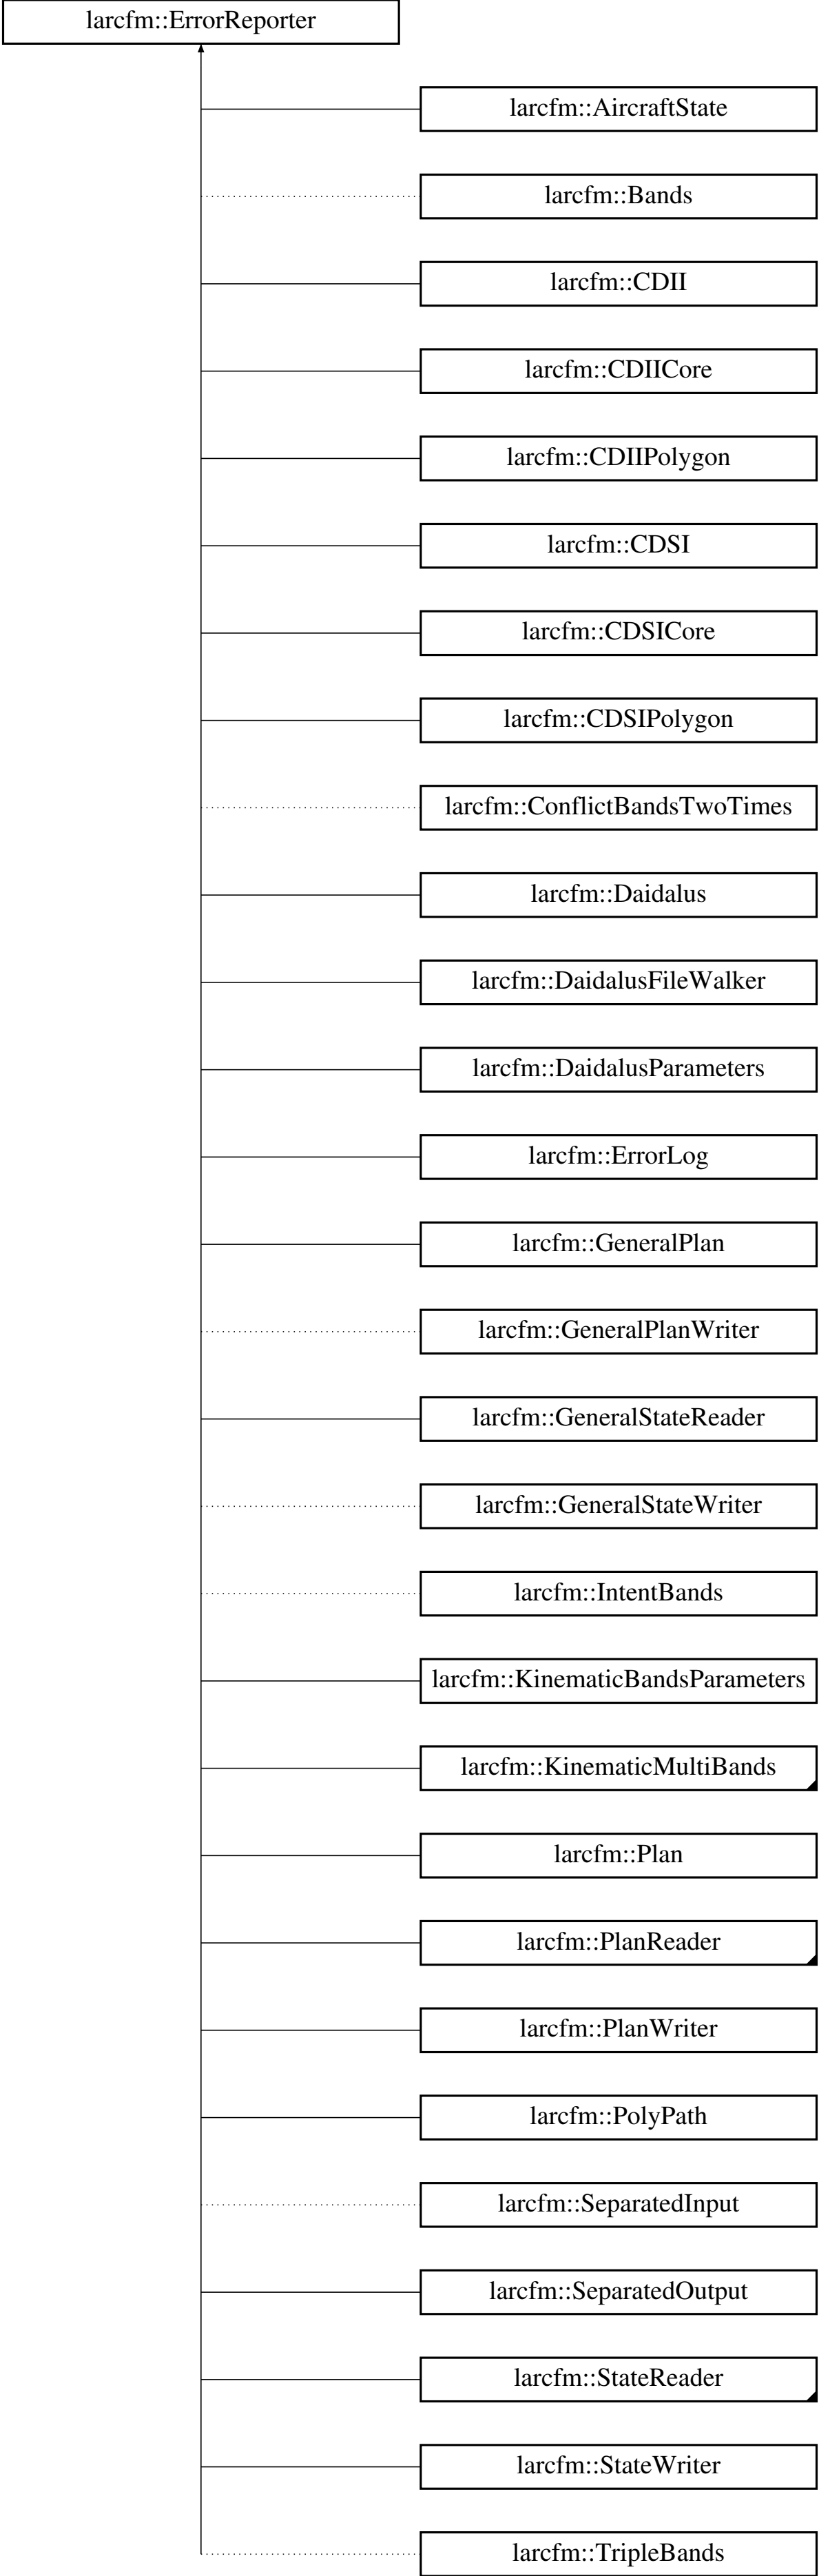 larcfm::ErrorReporter
larcfm::AircraftState
larcfm::Bands
larcfm::CDII
larcfm::CDIICore
larcfm::CDIIPolygon
larcfm::CDSI
larcfm::CDSICore
larcfm::CDSIPolygon
larcfm::ConflictBandsTwoTimes
larcfm::Daidalus
larcfm::DaidalusFileWalker
larcfm::DaidalusParameters
larcfm::ErrorLog
larcfm::GeneralPlan
larcfm::GeneralPlanWriter
larcfm::GeneralStateReader
larcfm::GeneralStateWriter
larcfm::IntentBands
larcfm::KinematicBandsParameters
larcfm::KinematicMultiBands
larcfm::Plan
larcfm::PlanReader
larcfm::PlanWriter
larcfm::PolyPath
larcfm::SeparatedInput
larcfm::SeparatedOutput
larcfm::StateReader
larcfm::StateWriter
larcfm::TripleBands